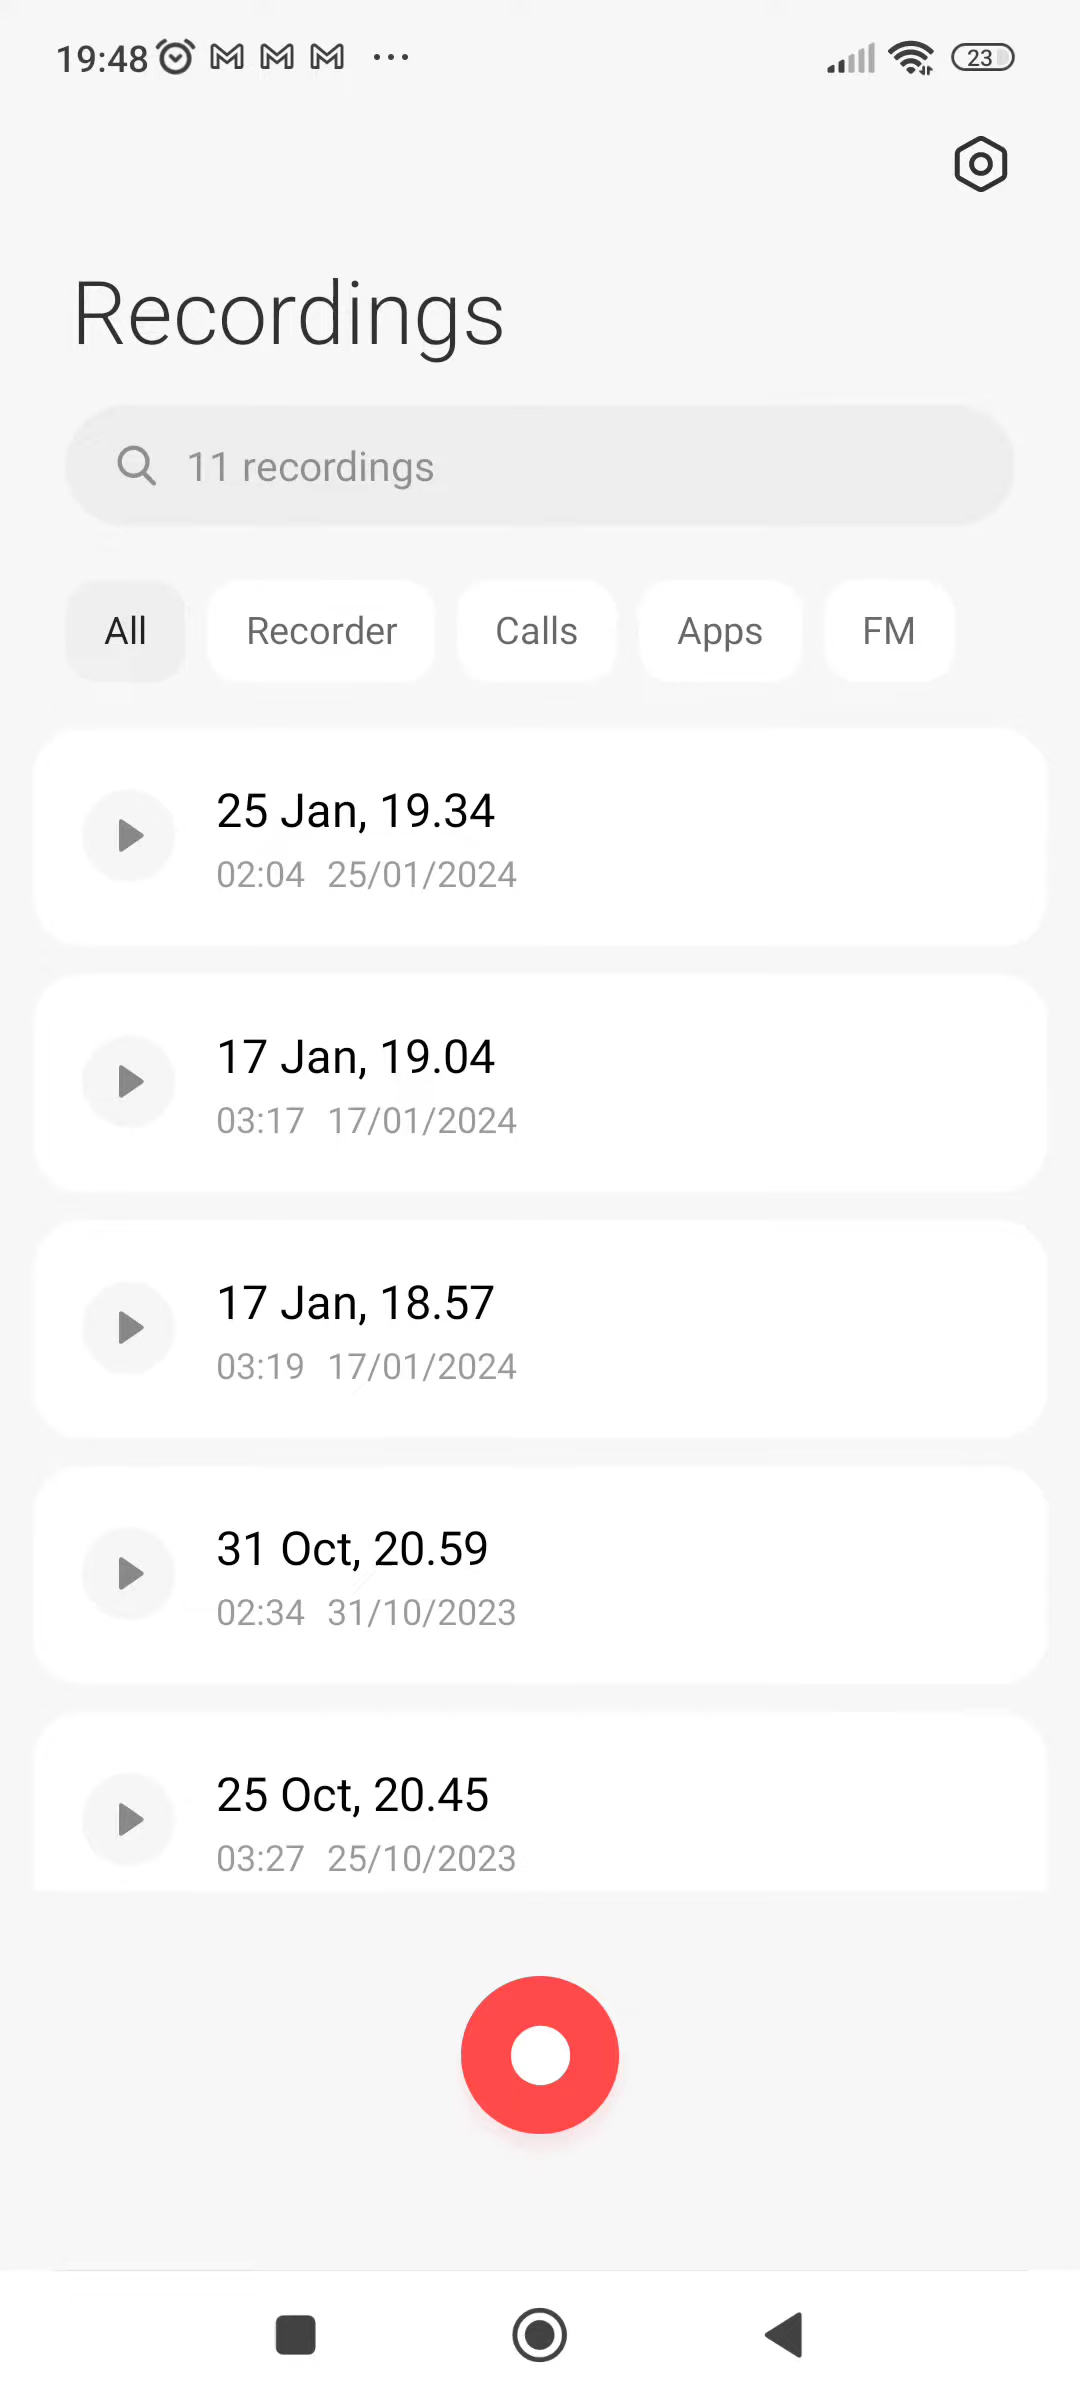 19:48 ... 23
Recordings
11 recordings
All Recorder Calls Apps FM
25 Jan, 19.34
02:04 25/01/2024
17 Jan, 19.04
03:17 17/01/2024
17 Jan, 18.57
03:19 17/01/2024
31 Oct, 20.59
02:34 31/10/2023
25 Oct, 20.45
03:27 25/10/2023